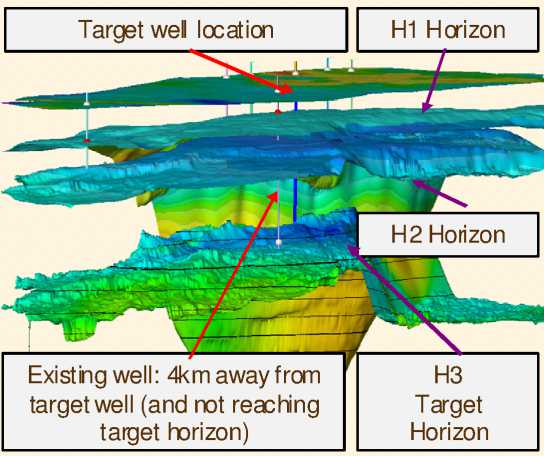 Target well location
H1 Horizon
H2 Horizon
Existing well: 4km away from
target well (and not reaching
target horizon)
H3
Target
Horizon